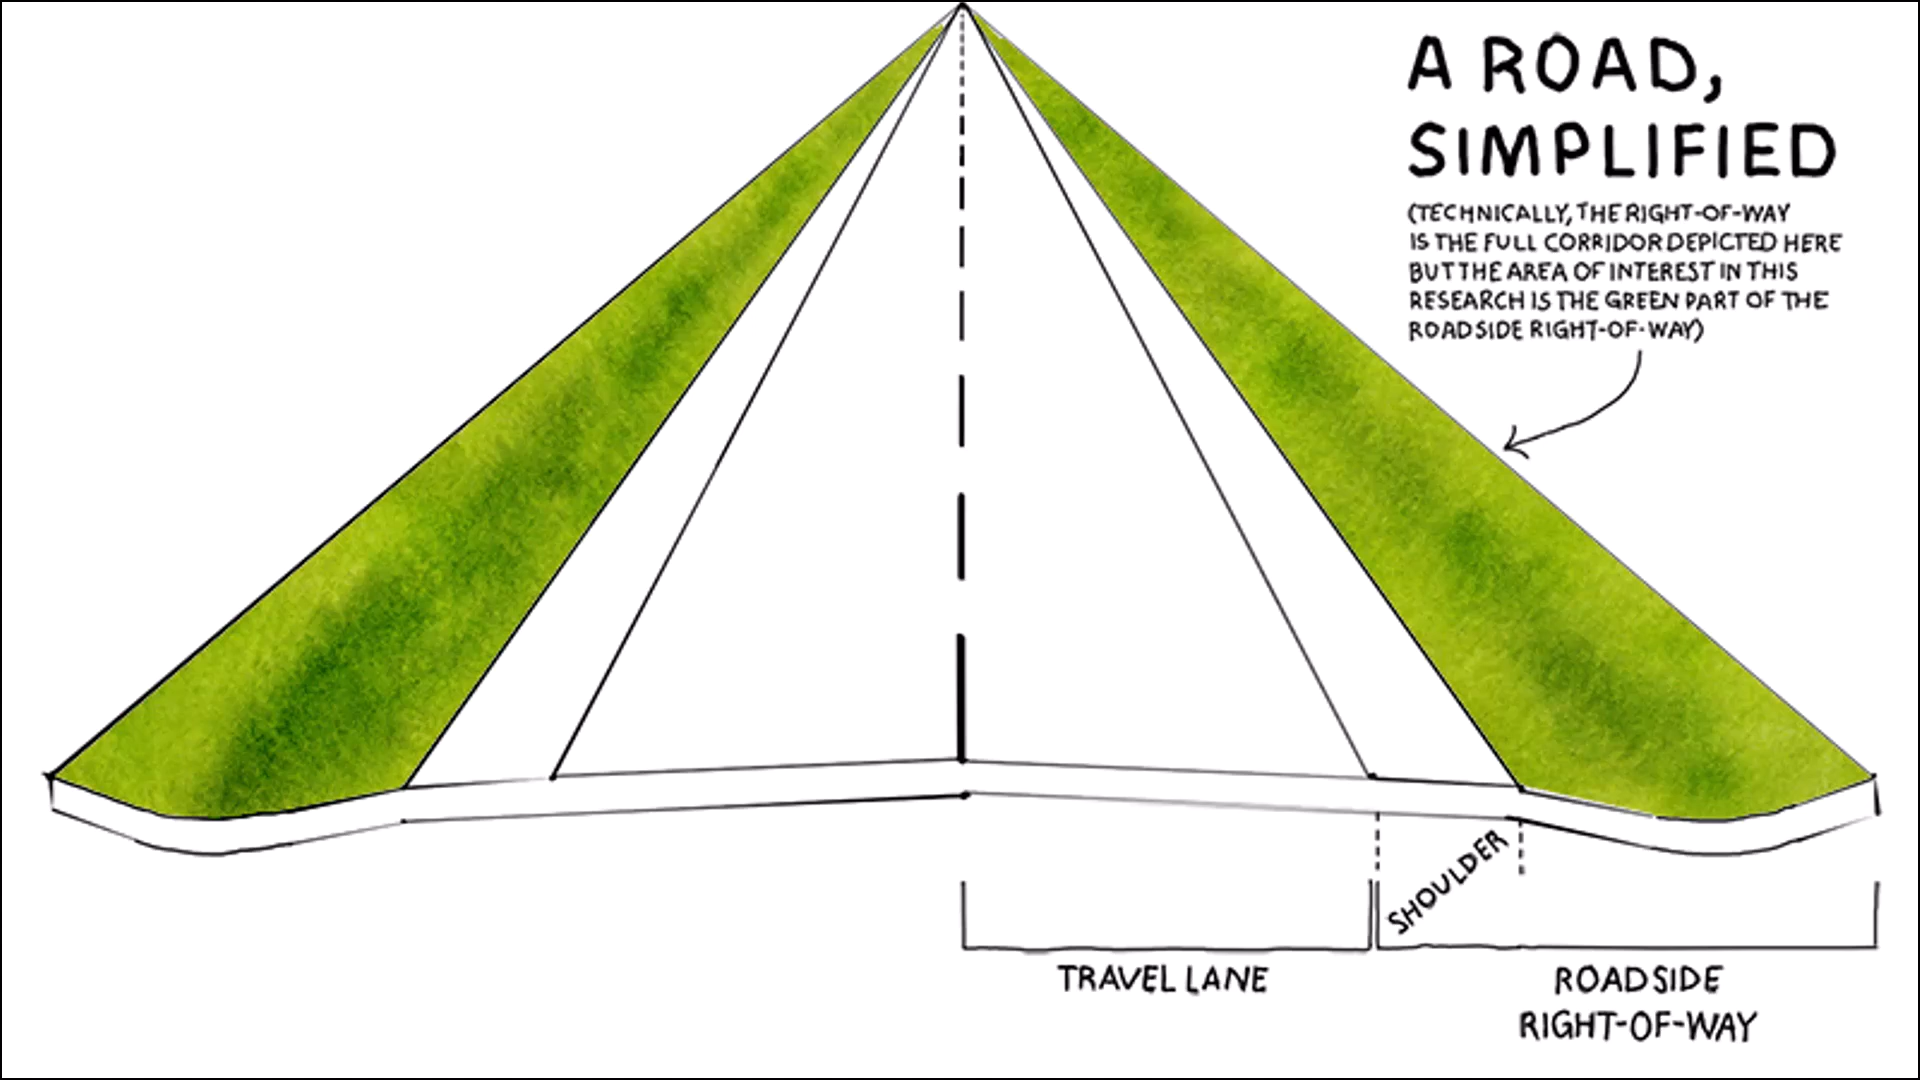 A ROAD,
SIMPLIFIED
(TECHNICALLY, THE RIGHT-OF-WAY
IS THE FULL CORRIDOR DEPICTED HERE
BUT THE AREA OF INTEREST IN THIS
RESEARCH IS THE GREEN PART OF THE
ROADSIDE RIGHT-OF-WAY)
SHOULDER
TRAVEL LANE
ROADSIDE
RIGHT-OF-WAY